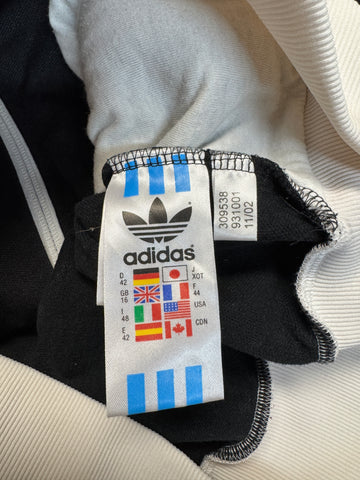 adidas
D
42
J
XOT
GB
16
F
44
I
48
USA
E
42
CDN
309538
931001
11/02